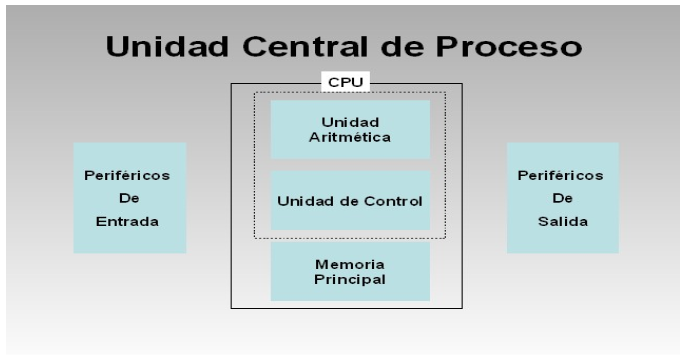 Unidad Central de Proceso
CPU
Unidad
Aritmética
Unidad de Control
Memoria
Principal
Periféricos
De
Entrada
Periféricos
De
Salida